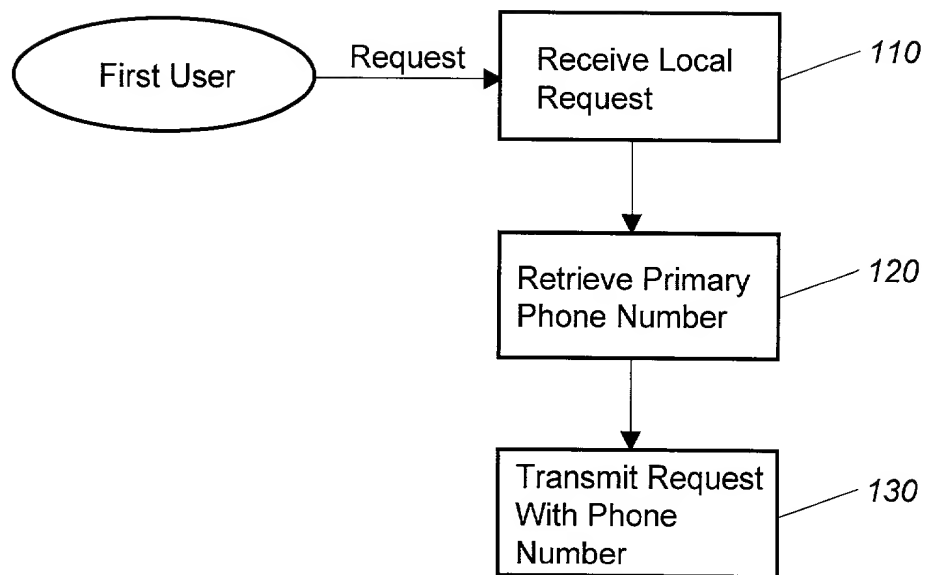 First User
Request
Receive Local
Request
110
Retrieve Primary
Phone Number
120
Transmit Request
With Phone
Number
130